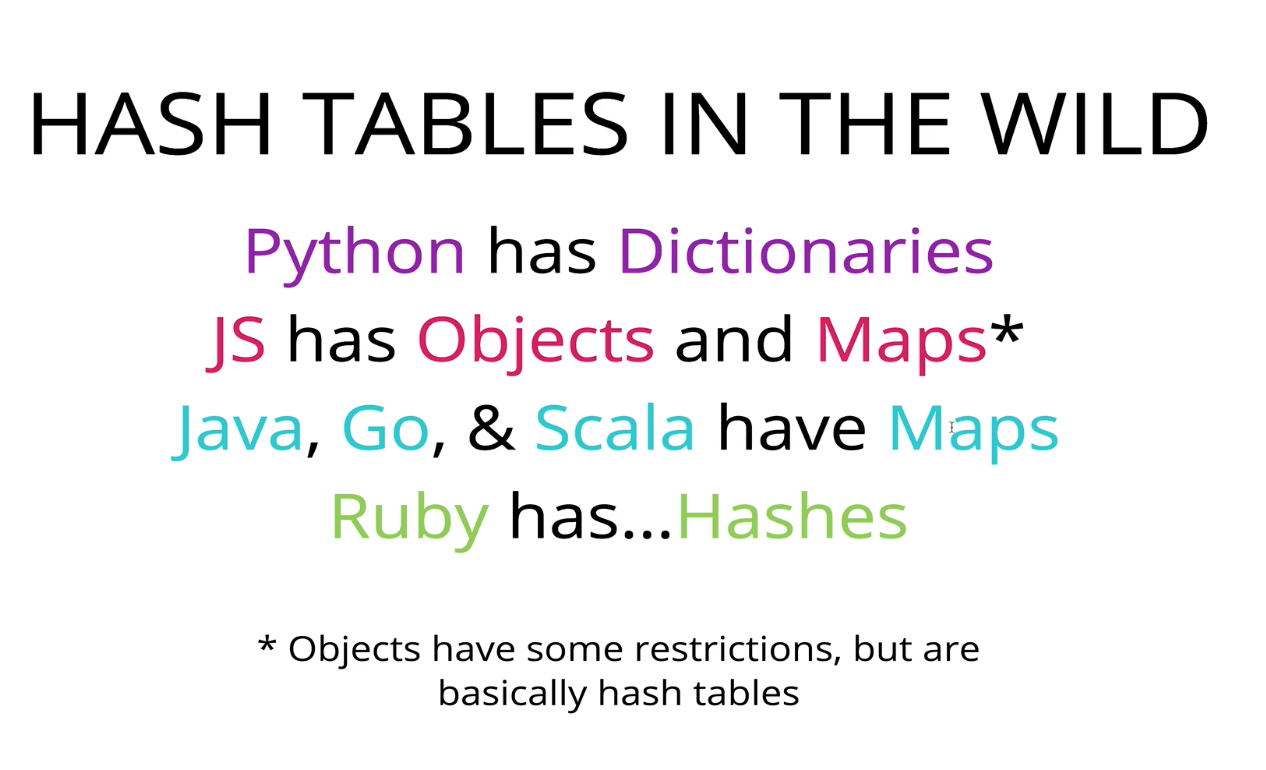 HASH TABLES IN THE WILD
Python has Dictionaries
JS has Objects and Maps*
Java, Go, & Scala have Maps
Ruby has...Hashes
* Objects have some restrictions, but are
basically hash tables